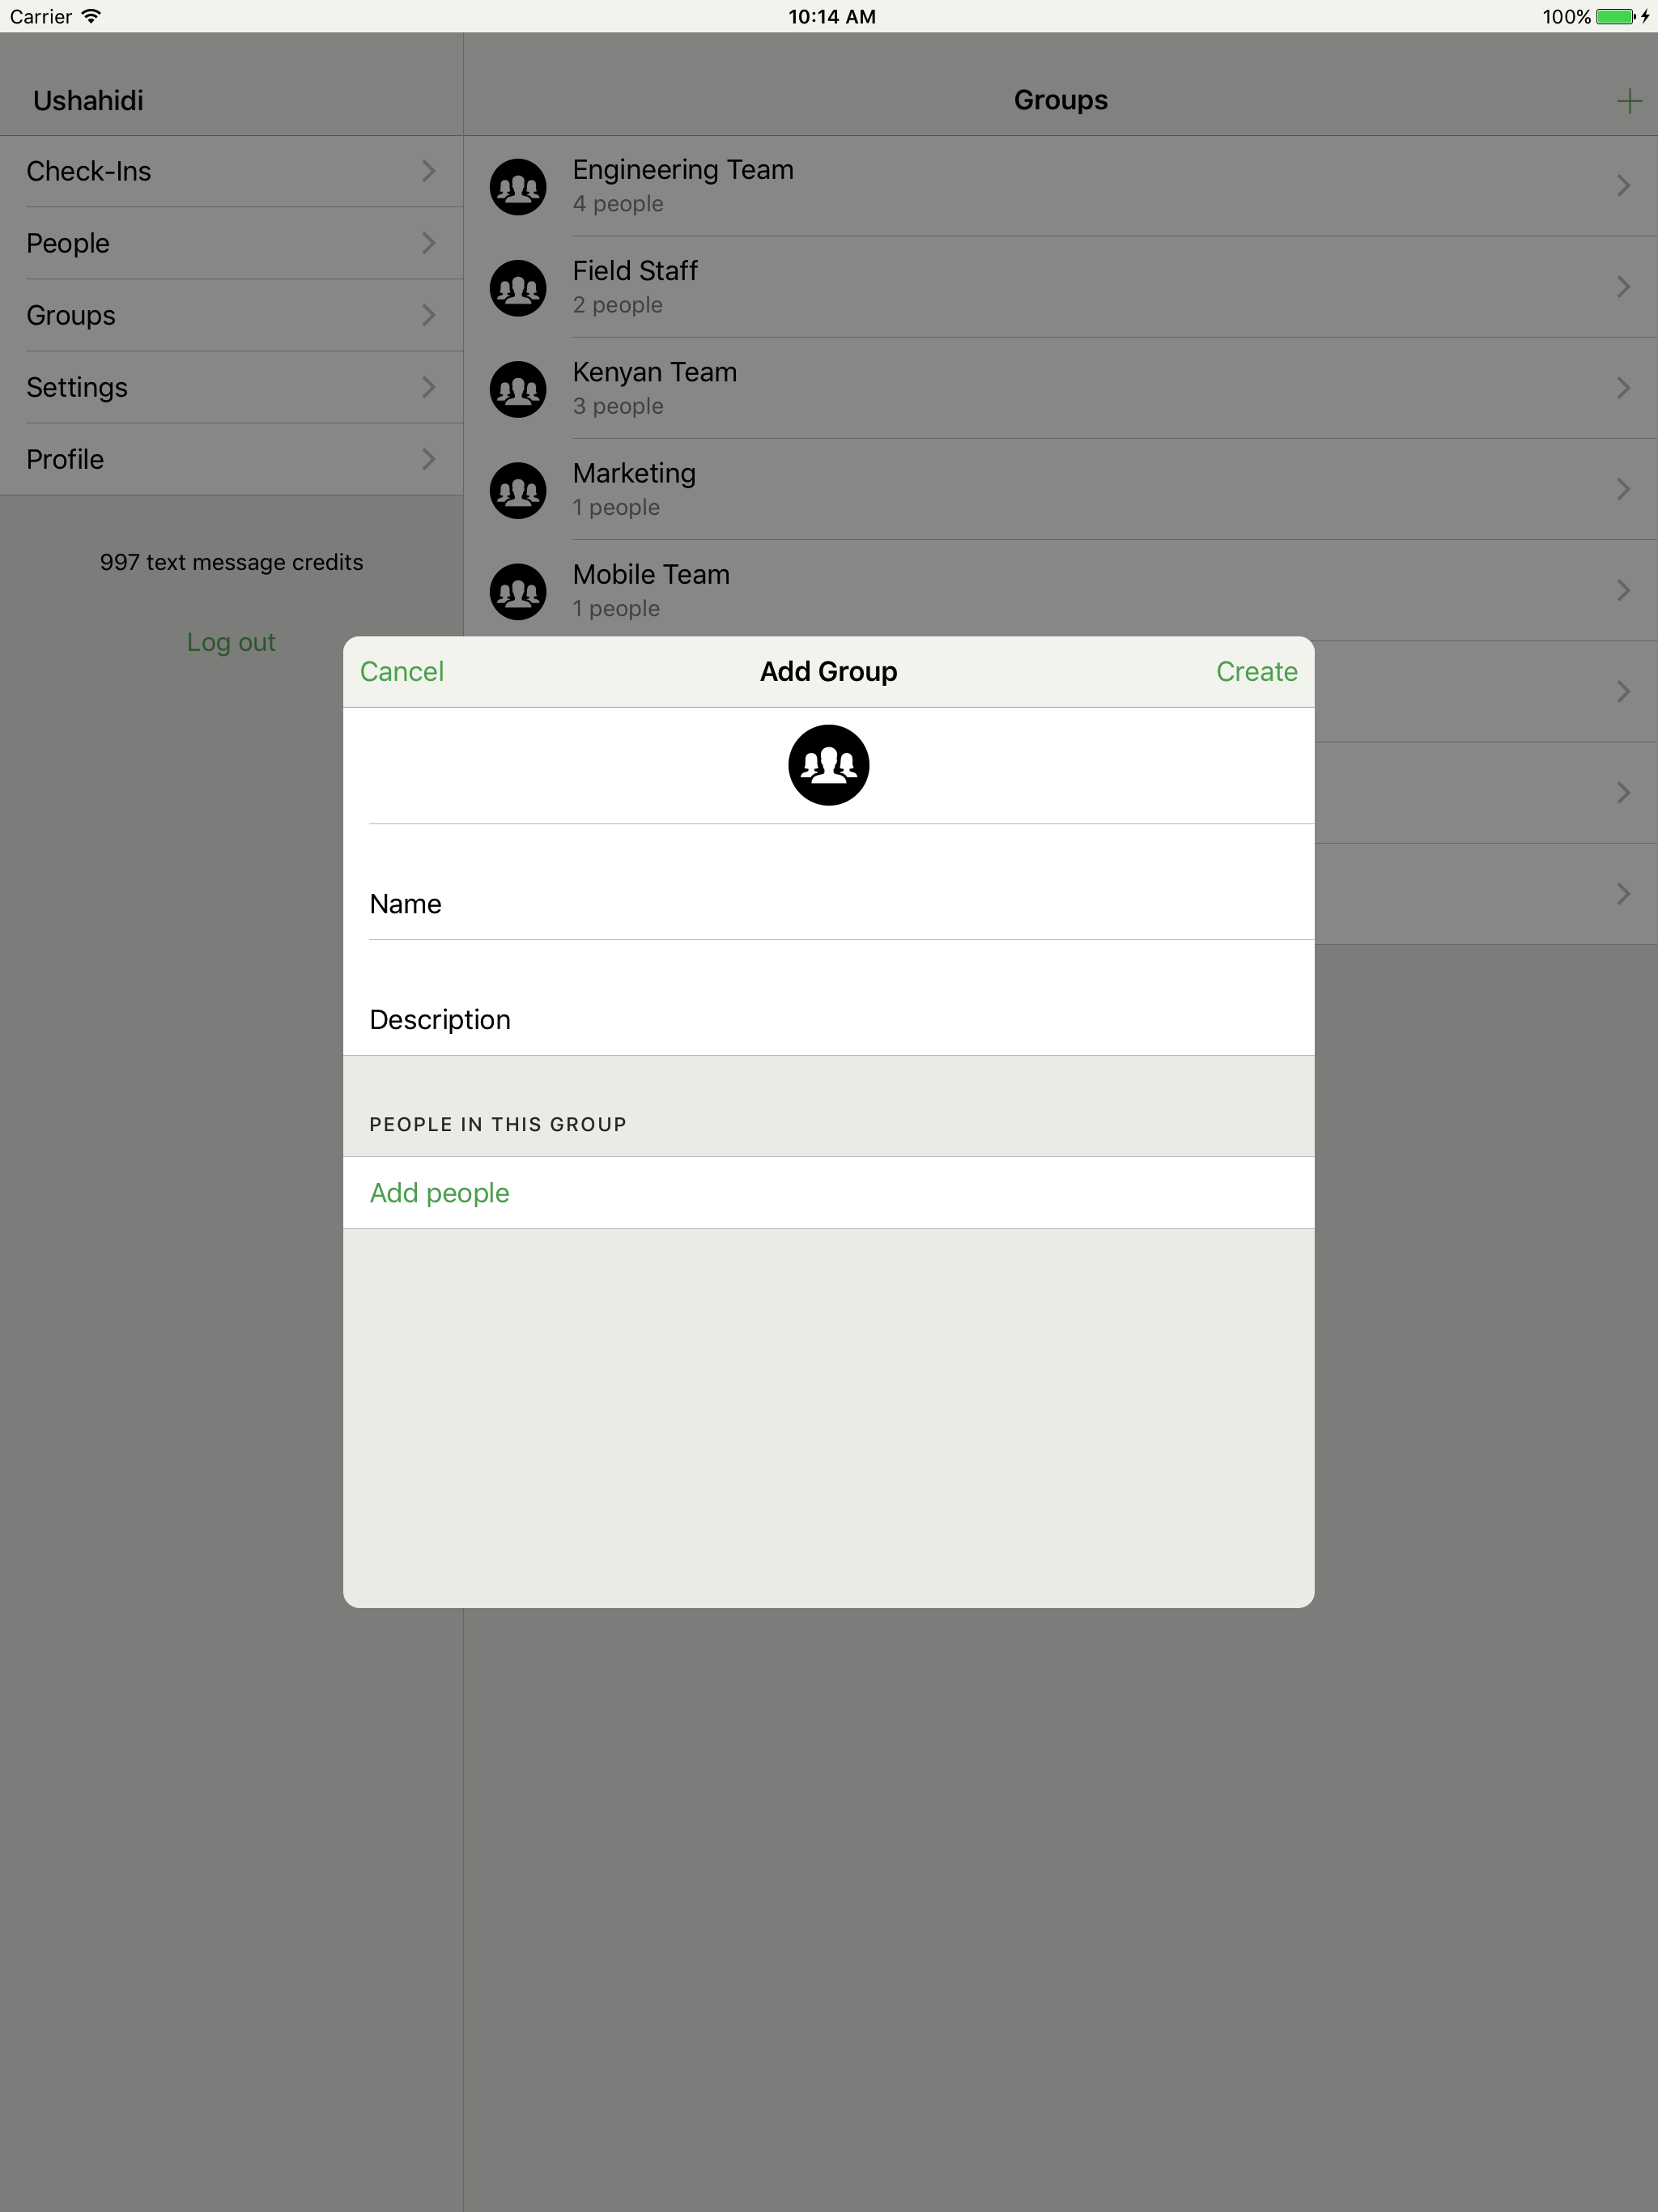 Carrier 10:14 AM 100%
Ushahidi
Groups
Check-Ins
People
Groups
Settings
Profile
997 text message credits
Log out
Engineering Team
4 people
Field Staff
2 people
Kenyan Team
3 people
Marketing
1 people
Mobile Team
1 people
Cancel Add Group Create
Name
Description
PEOPLE IN THIS GROUP
Add people